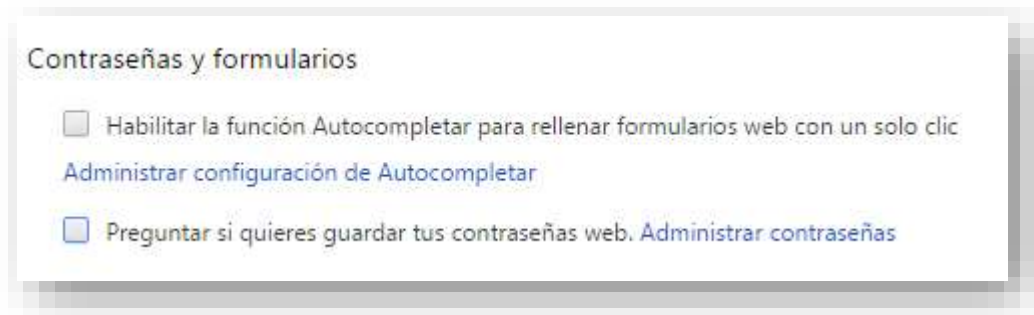 Contraseñas y formularios
Habilitar la función Autocompletar para rellenar formularios web con un solo clic
Administrar configuración de Autocompletar
Preguntar si quieres guardar tus contraseñas web. Administrar contraseñas